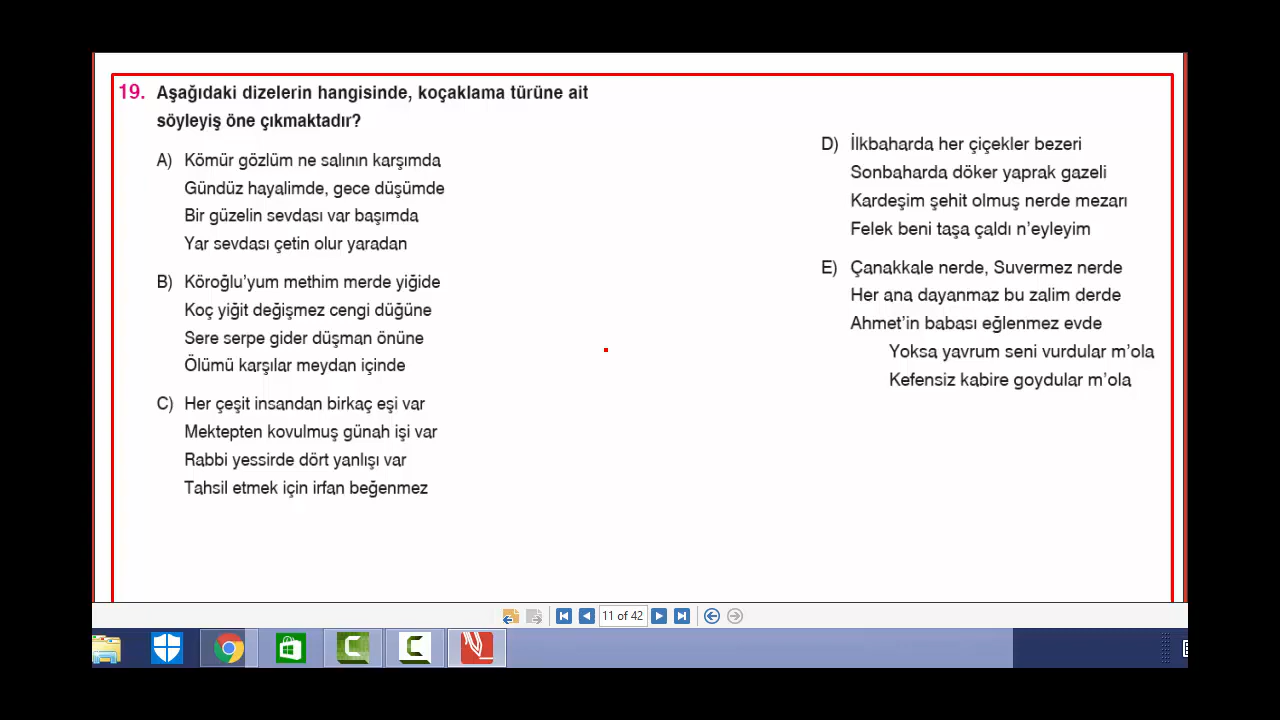 19. Aşağıdaki dizelerin hangisinde, koçaklama türüne ait
söyleyiş öne çıkmaktadır?
A) Kömür gözlüm ne salının karşımda
Gündüz hayalimde, gece düşümde
Bir güzelin sevdası var başımda
Yar sevdası çetin olur yaradan
B) Köroğlu’yum methim merde yiğide
Koç yiğit değişmez cengi düğüne
Sere serpe gider düşman önüne
Ölümü karşılar meydan içinde
C) Her çeşit insandan birkaç eşi var
Mektepten kovulmuş günah işi var
Rabbi yessirde dört yanlışı var
Tahsil etmek için irfan beğenmez
D) İlkbaharda her çiçekler bezeri
Sonbaharda döker yaprak gazeli
Kardeşim şehit olmuş nerde mezarı
Felek beni taşa çaldı n’eyleyim
E) Çanakkale nerde, Suvermez nerde
Her ana dayanmaz bu zalim derde
Ahmet’in babası eğlenmez evde
Yoksa yavrum seni vurdular m’ola
Kefensiz kabire goydular m’ola
11 of 42